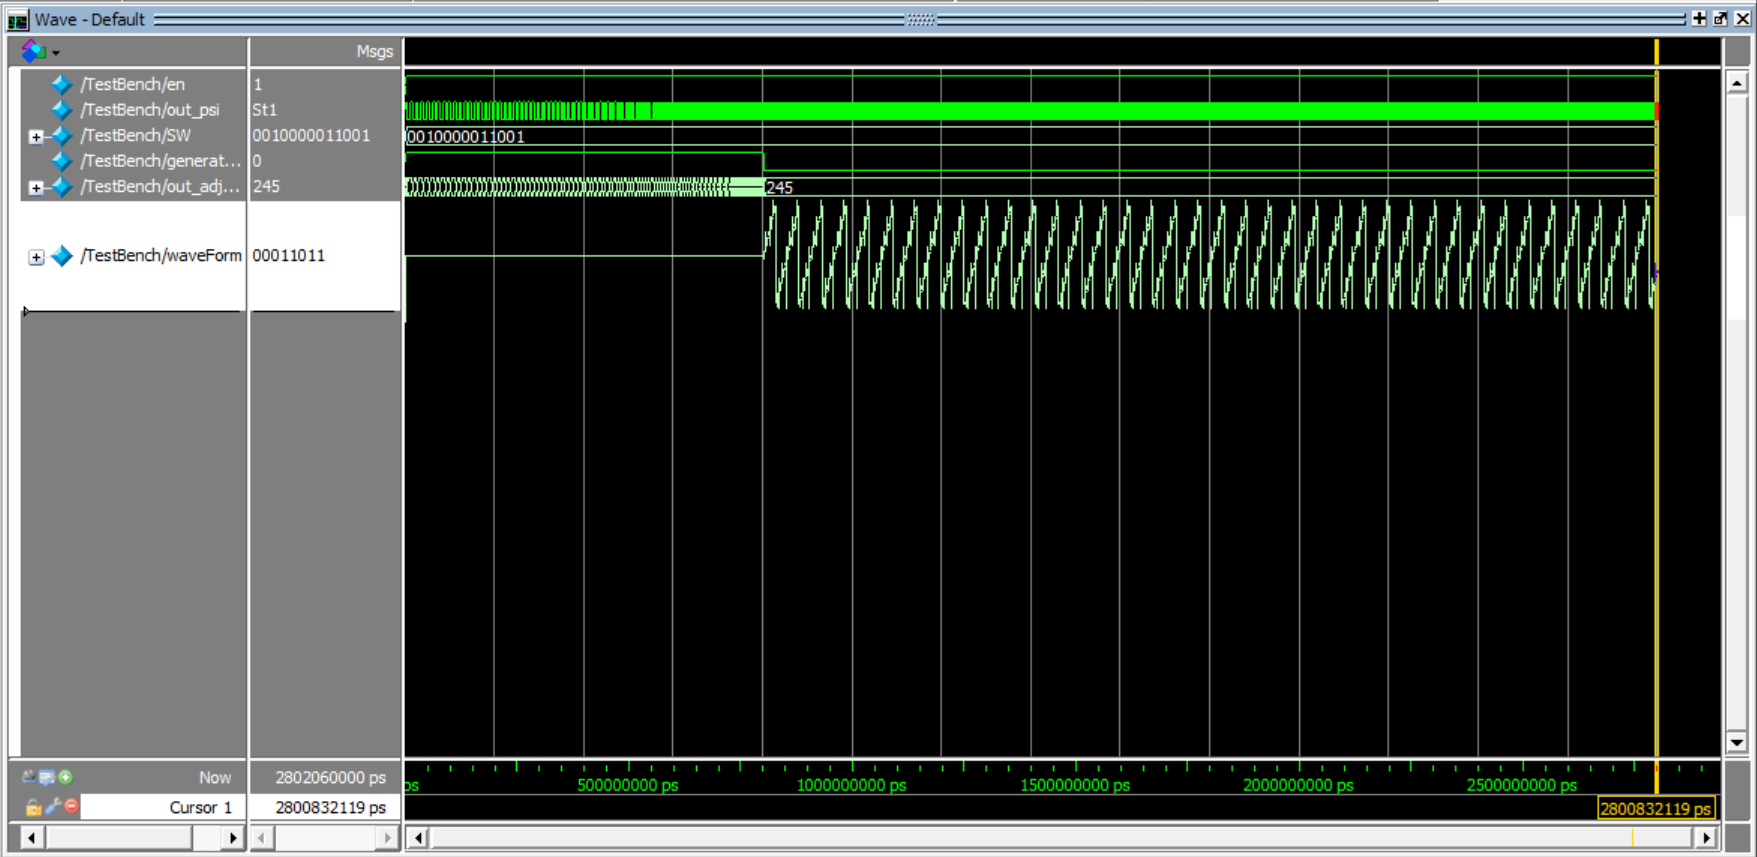 Wave - Default
Msgs
/TestBench/en 1
/TestBench/out_psi St1
/TestBench/SW 0010000011001 0010000011001
/TestBench/generat... 0
/TestBench/out_adj... 245 245
/TestBench/waveForm 00011011
Now 2802060000 ps
ps 500000000 ps 1000000000 ps 1500000000 ps 2000000000 ps 2500000000 ps
Cursor 1 2800832119 ps 2800832119 ps